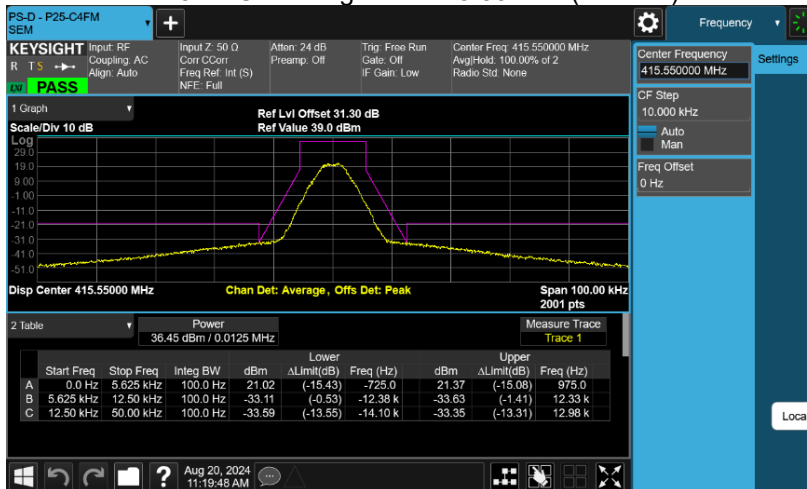 PS-D - P25-C4FM
SEM
Frequency
KEYSIGHT
R T S
LXI PASS
Input: RF
Coupling: AC
Align: Auto
Input Z: 50 Ω
Corr CCorr
Freq Ref: Int (S)
NFE: Full
Atten: 24 dB
Preamp: Off
Trig: Free Run
Gate: Off
IF Gain: Low
Center Freq: 415.550000 MHz
Avg|Hold: 100.00% of 2
Radio Std: None
Center Frequency
415.550000 MHz
Settings
CF Step
10.000 kHz
Auto
Man
Freq Offset
0 Hz
1 Graph
Scale/Div 10 dB
Ref Lvl Offset 31.30 dB
Ref Value 39.0 dBm
Log
29.0
19.0
9.00
-1.00
-11.0
-21.0
-31.0
-41.0
-51.0
Disp Center 415.55000 MHz
Chan Det: Average, Offs Det: Peak
Span 100.00 kHz
2001 pts
2 Table
Power
36.45 dBm / 0.0125 MHz
Measure Trace
Trace 1
Lower Upper
Start Freq Stop Freq Integ BW dBm ΔLimit(dB) Freq (Hz) dBm ΔLimit(dB) Freq (Hz)
A 0.0 Hz 5.625 kHz 100.0 Hz 21.02 (-15.43) -725.0 21.37 (-15.08) 975.0
B 5.625 kHz 12.50 kHz 100.0 Hz -33.11 (-0.53) -12.38 k -33.63 (-1.41) 12.33 k
C 12.50 kHz 50.00 kHz 100.0 Hz -33.59 (-13.55) -14.10 k -33.35 (-13.31) 12.98 k
Loca
? Aug 20, 2024
11:19:48 AM